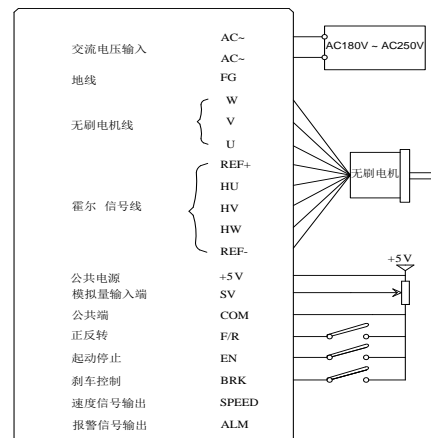 交流电压输入 AC~
AC~
AC180V ~ AC250V
地线 FG
无刷电机线 W
V
U
霍尔 信号线 REF+
HU
HV
HW
REF-
无刷电机
+5V
公共电源 +5V
模拟量输入端 SV
公共端 COM
正反转 F/R
起动停止 EN
刹车控制 BRK
速度信号输出 SPEED
报警信号输出 ALM